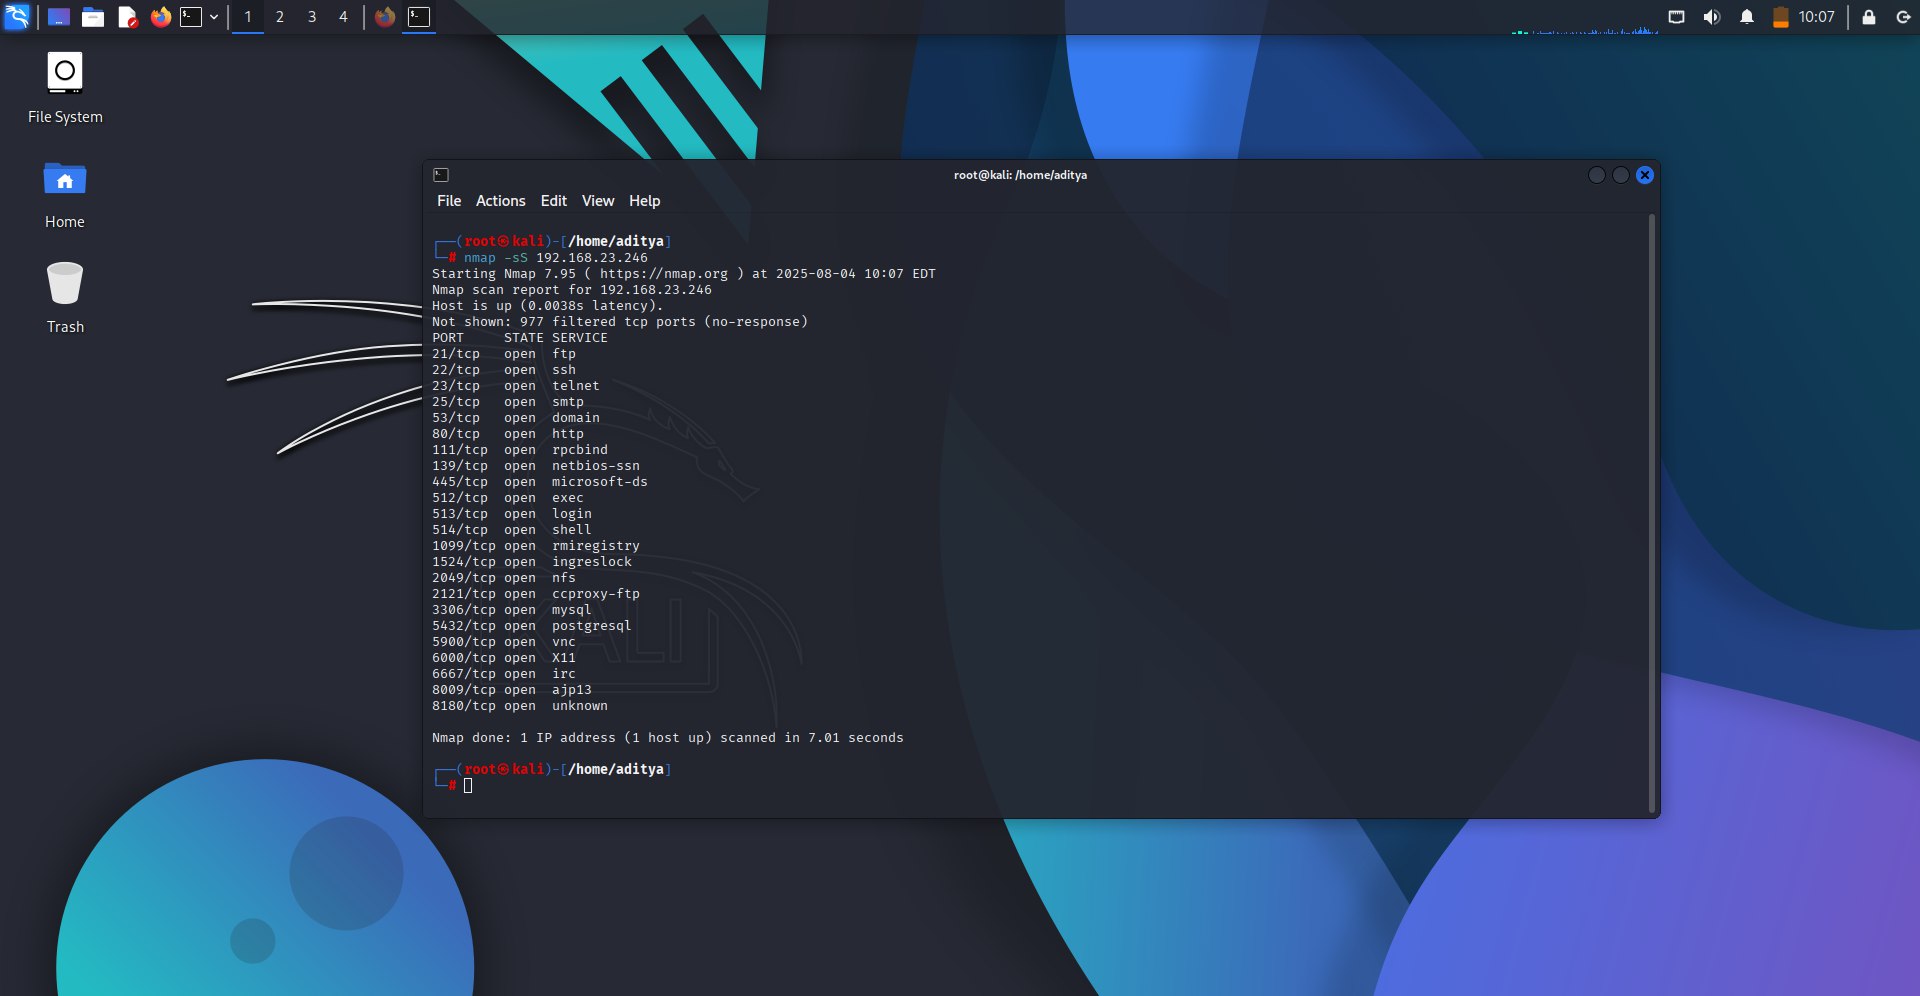 1 2 3 4
10:07
File System
Home
Trash
root@kali: /home/aditya
File Actions Edit View Help
┌──(root㉿kali)-[/home/aditya]
└─# nmap -sS 192.168.23.246
Starting Nmap 7.95 ( https://nmap.org ) at 2025-08-04 10:07 EDT
Nmap scan report for 192.168.23.246
Host is up (0.0038s latency).
Not shown: 977 filtered tcp ports (no-response)
PORT     STATE SERVICE
21/tcp   open  ftp
22/tcp   open  ssh
23/tcp   open  telnet
25/tcp   open  smtp
53/tcp   open  domain
80/tcp   open  http
111/tcp  open  rpcbind
139/tcp  open  netbios-ssn
445/tcp  open  microsoft-ds
512/tcp  open  exec
513/tcp  open  login
514/tcp  open  shell
1099/tcp open  rmiregistry
1524/tcp open  ingreslock
2049/tcp open  nfs
2121/tcp open  ccproxy-ftp
3306/tcp open  mysql
5432/tcp open  postgresql
5900/tcp open  vnc
6000/tcp open  X11
6667/tcp open  irc
8009/tcp open  ajp13
8180/tcp open  unknown
Nmap done: 1 IP address (1 host up) scanned in 7.01 seconds
┌──(root㉿kali)-[/home/aditya]
└─#
KALI